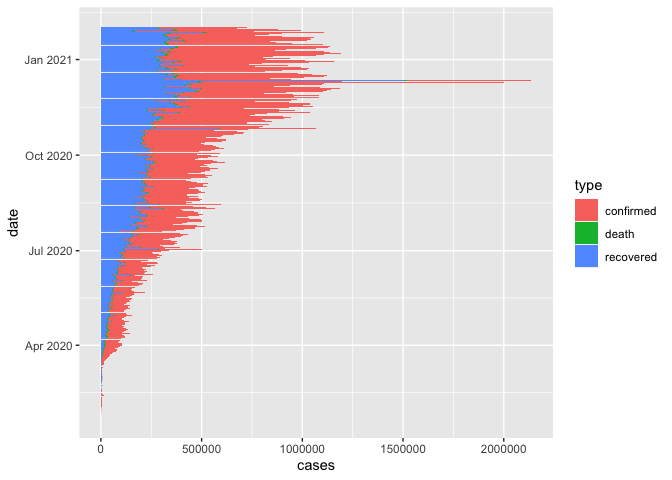 Jan 2021
Oct 2020
Jul 2020
Apr 2020
date
0 500000 1000000 1500000 2000000
cases
type
confirmed
death
recovered